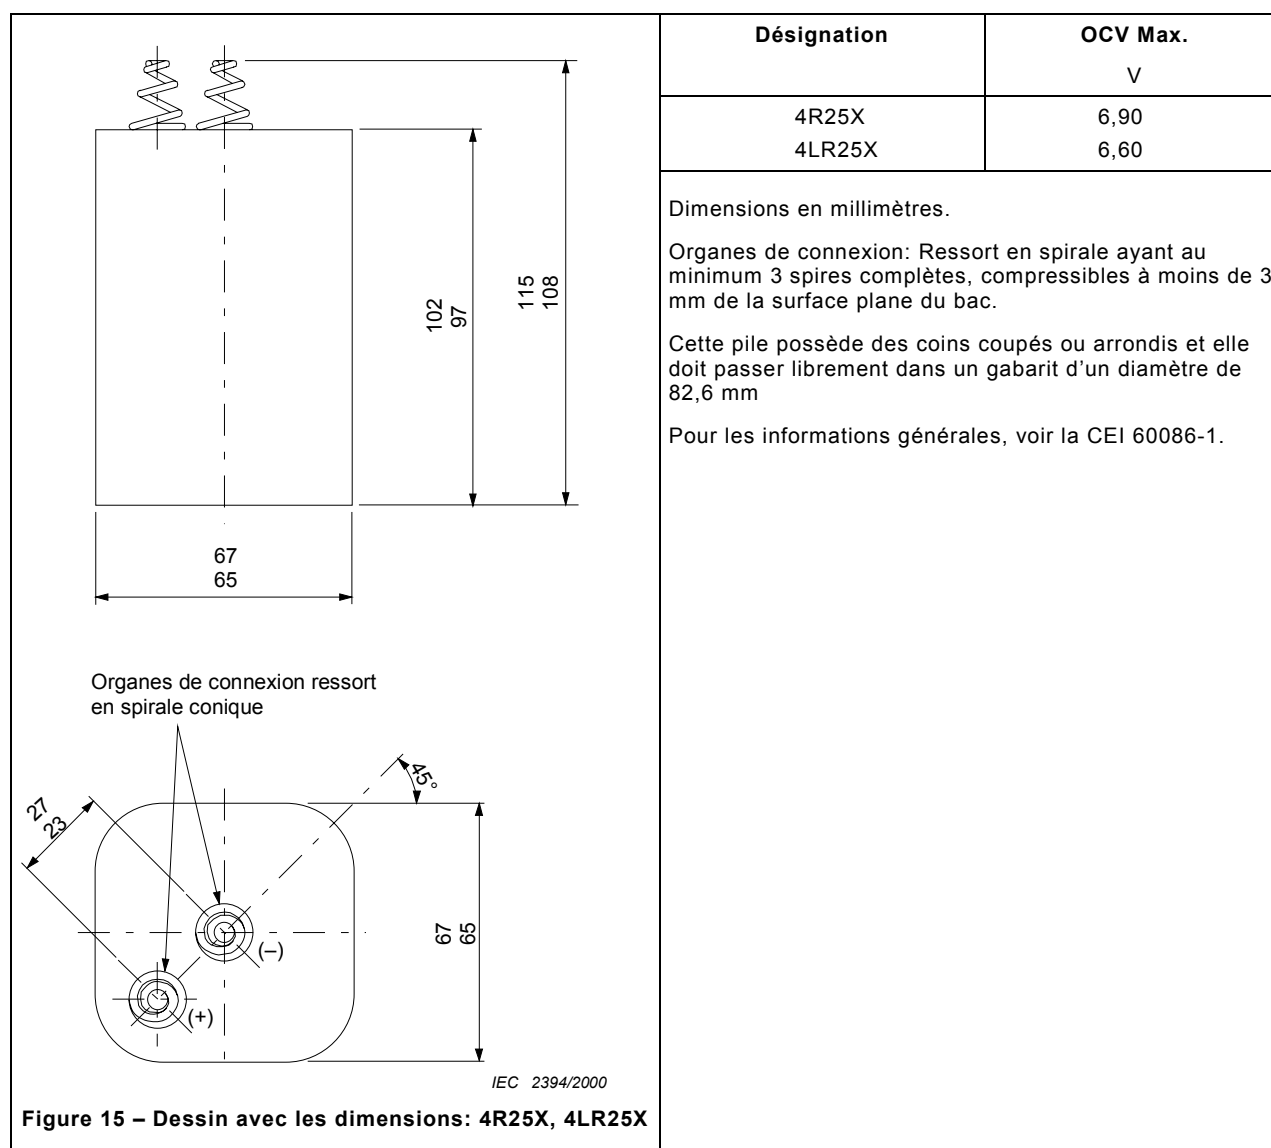 115
108
102
97
67
65
Organes de connexion ressort
en spirale conique
45°
27
23
67
65
(–)
(+)
IEC 2394/2000
Figure 15 – Dessin avec les dimensions: 4R25X, 4LR25X
Désignation OCV Max.
V
4R25X 6,90
4LR25X 6,60
Dimensions en millimètres.
Organes de connexion: Ressort en spirale ayant au
minimum 3 spires complètes, compressibles à moins de 3
mm de la surface plane du bac.
Cette pile possède des coins coupés ou arrondis et elle
doit passer librement dans un gabarit d’un diamètre de
82,6 mm
Pour les informations générales, voir la CEI 60086-1.